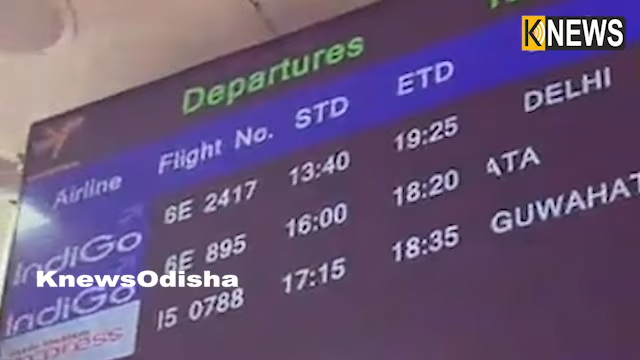 KNEWS
Departures
Airline Flight No. STD ETD
IndiGo 6E 2417 13:40 19:25 DELHI
IndiGo 6E 895 16:00 18:20 ATA
press I5 0788 17:15 18:35 GUWAHAT
KnewsOdisha